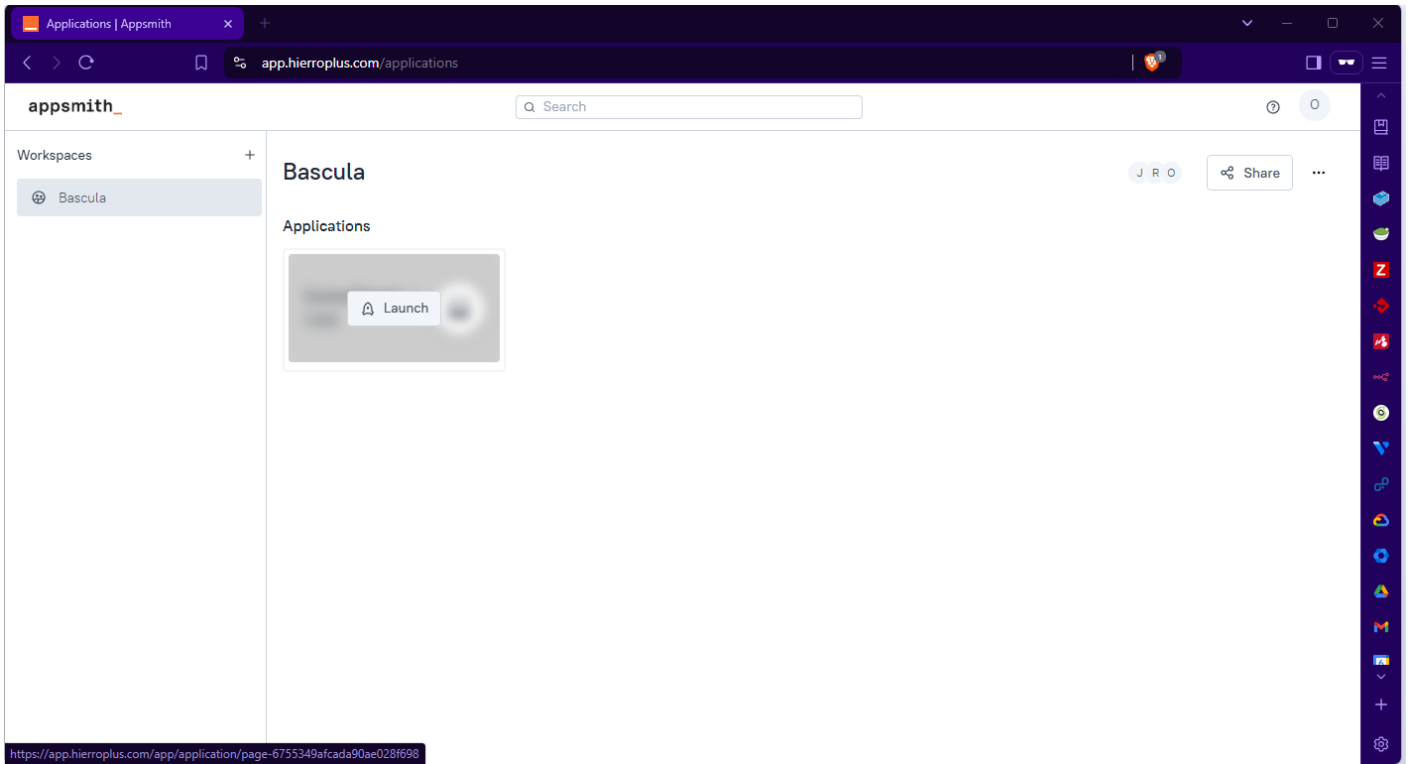 Applications | Appsmith
app.hierroplus.com/applications
1
appsmith_
Search
O
Workspaces
Bascula
Bascula
J R O
Share
Applications
Launch
https://app.hierroplus.com/app/application/page-6755349afcada90ae028f698